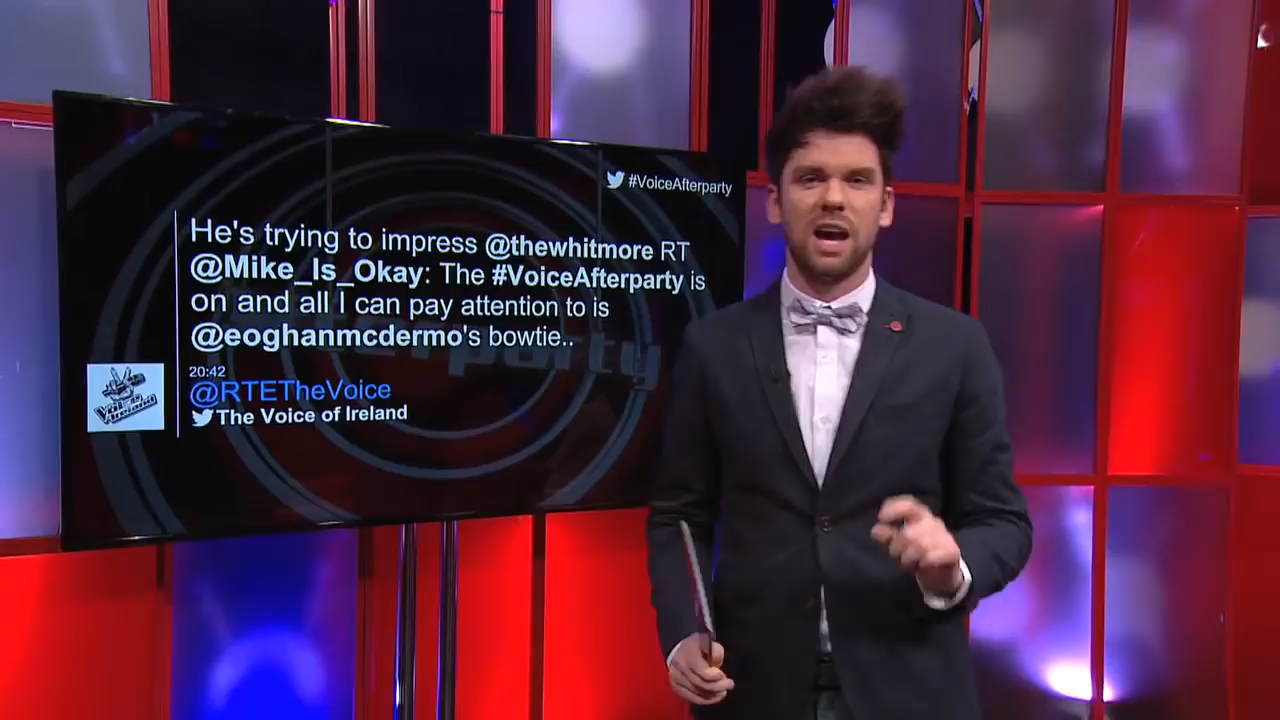 #VoiceAfterparty
He's trying to impress @thewhitmore RT
@Mike_Is_Okay: The #VoiceAfterparty is
on and all I can pay attention to is
@eoghanmcdermo's bowtie..
20:42
@RTETheVoice
The Voice of Ireland